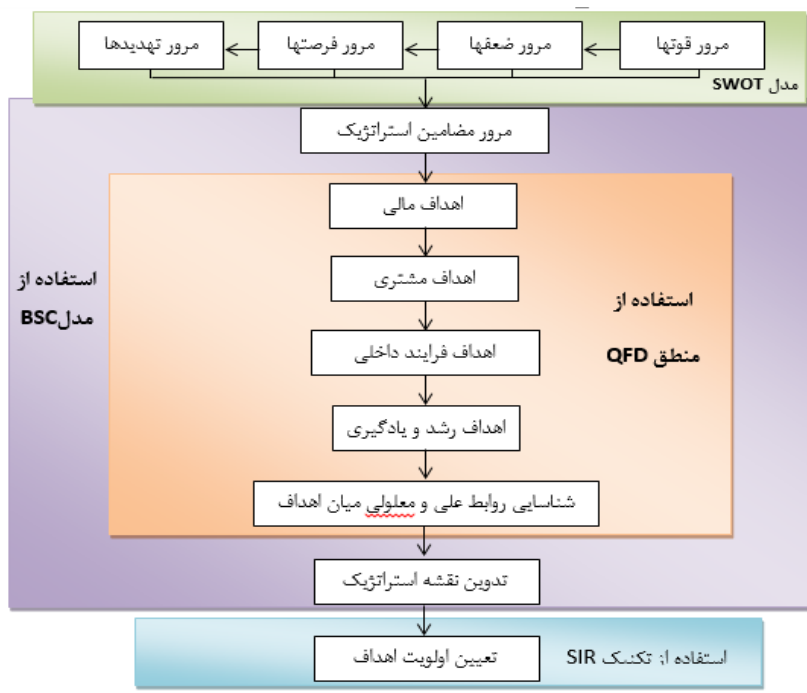 مرور قوتها
مرور ضعفها
مرور فرصتها
مرور تهدیدها
مدل SWOT
مرور مضامین استراتژیک
اهداف مالی
اهداف مشتری
استفاده از
مدلBSC
استفاده از
منطق QFD
اهداف فرایند داخلی
اهداف رشد و یادگیری
شناسایی روابط علی و معلولی میان اهداف
تدوین نقشه استراتژیک
تعیین اولویت اهداف
استفاده از تکنیک SIR